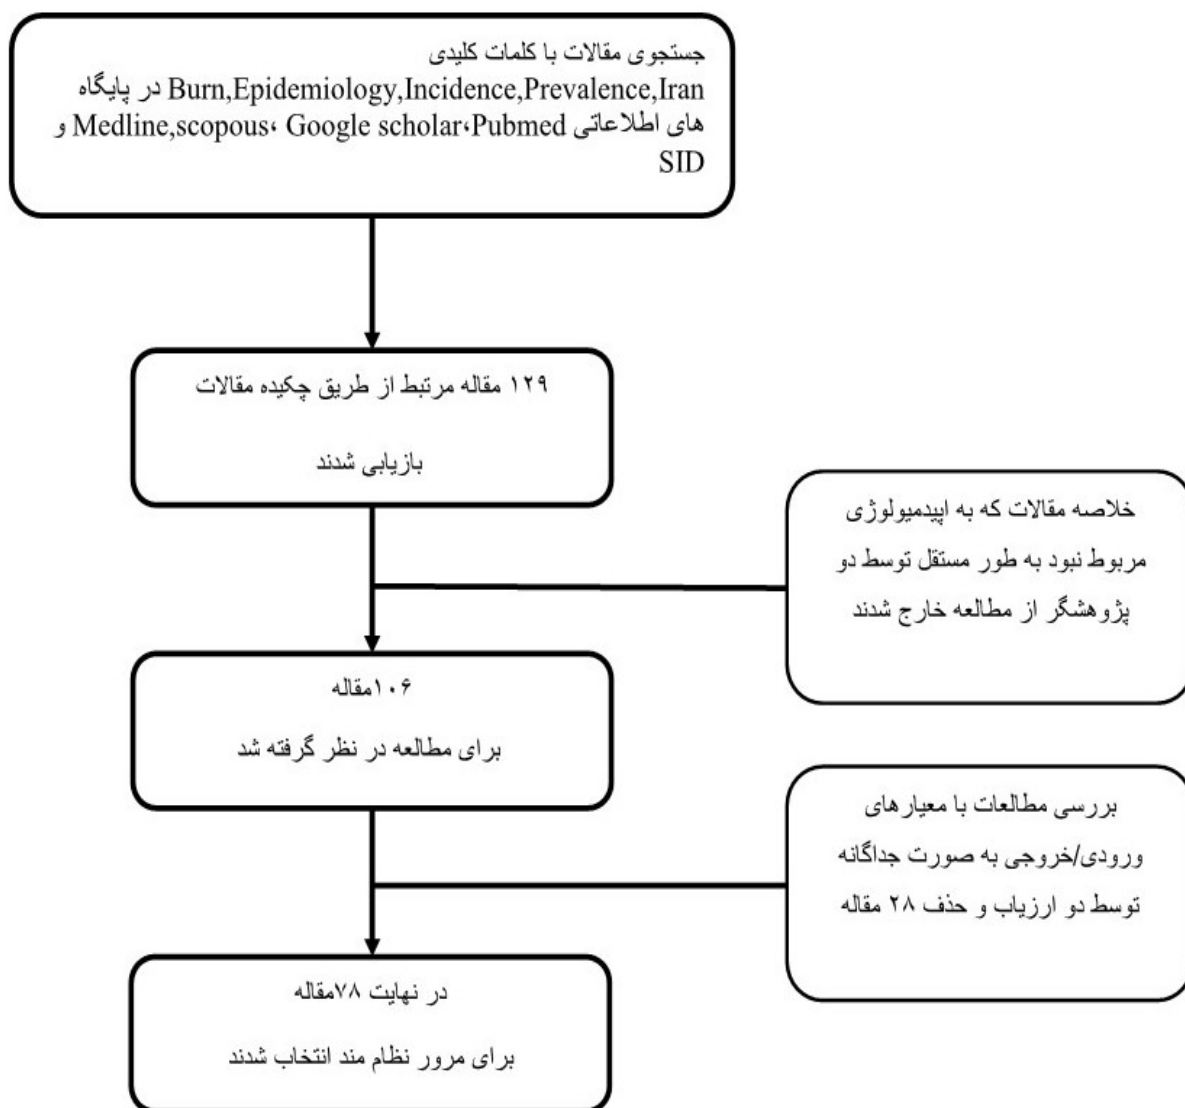 جستجوی مقالات با کلمات کلیدی
Burn,Epidemiology,Incidence,Prevalence,Iran در پایگاه
های اطلاعاتی Medline,scopous، Google scholar،Pubmed و
SID
۱۲۹ مقاله مرتبط از طریق چکیده مقالات
بازیابی شدند
خلاصه مقالات که به اپیدمیولوژی
مربوط نبود به طور مستقل توسط دو
پژوهشگر از مطالعه خارج شدند
۱۰۶مقاله
برای مطالعه در نظر گرفته شد
بررسی مطالعات با معیارهای
ورودی/خروجی به صورت جداگانه
توسط دو ارزیاب و حذف ۲۸ مقاله
در نهایت ۷۸مقاله
برای مرور نظام مند انتخاب شدند